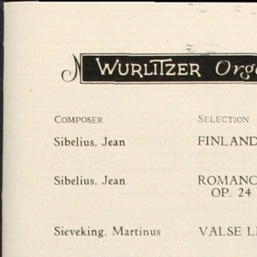 WURLITZER Orga
COMPOSER SELECTION
Sibelius, Jean FINLAND
Sibelius, Jean ROMANC
OP. 24
Sieveking, Martinus VALSE L